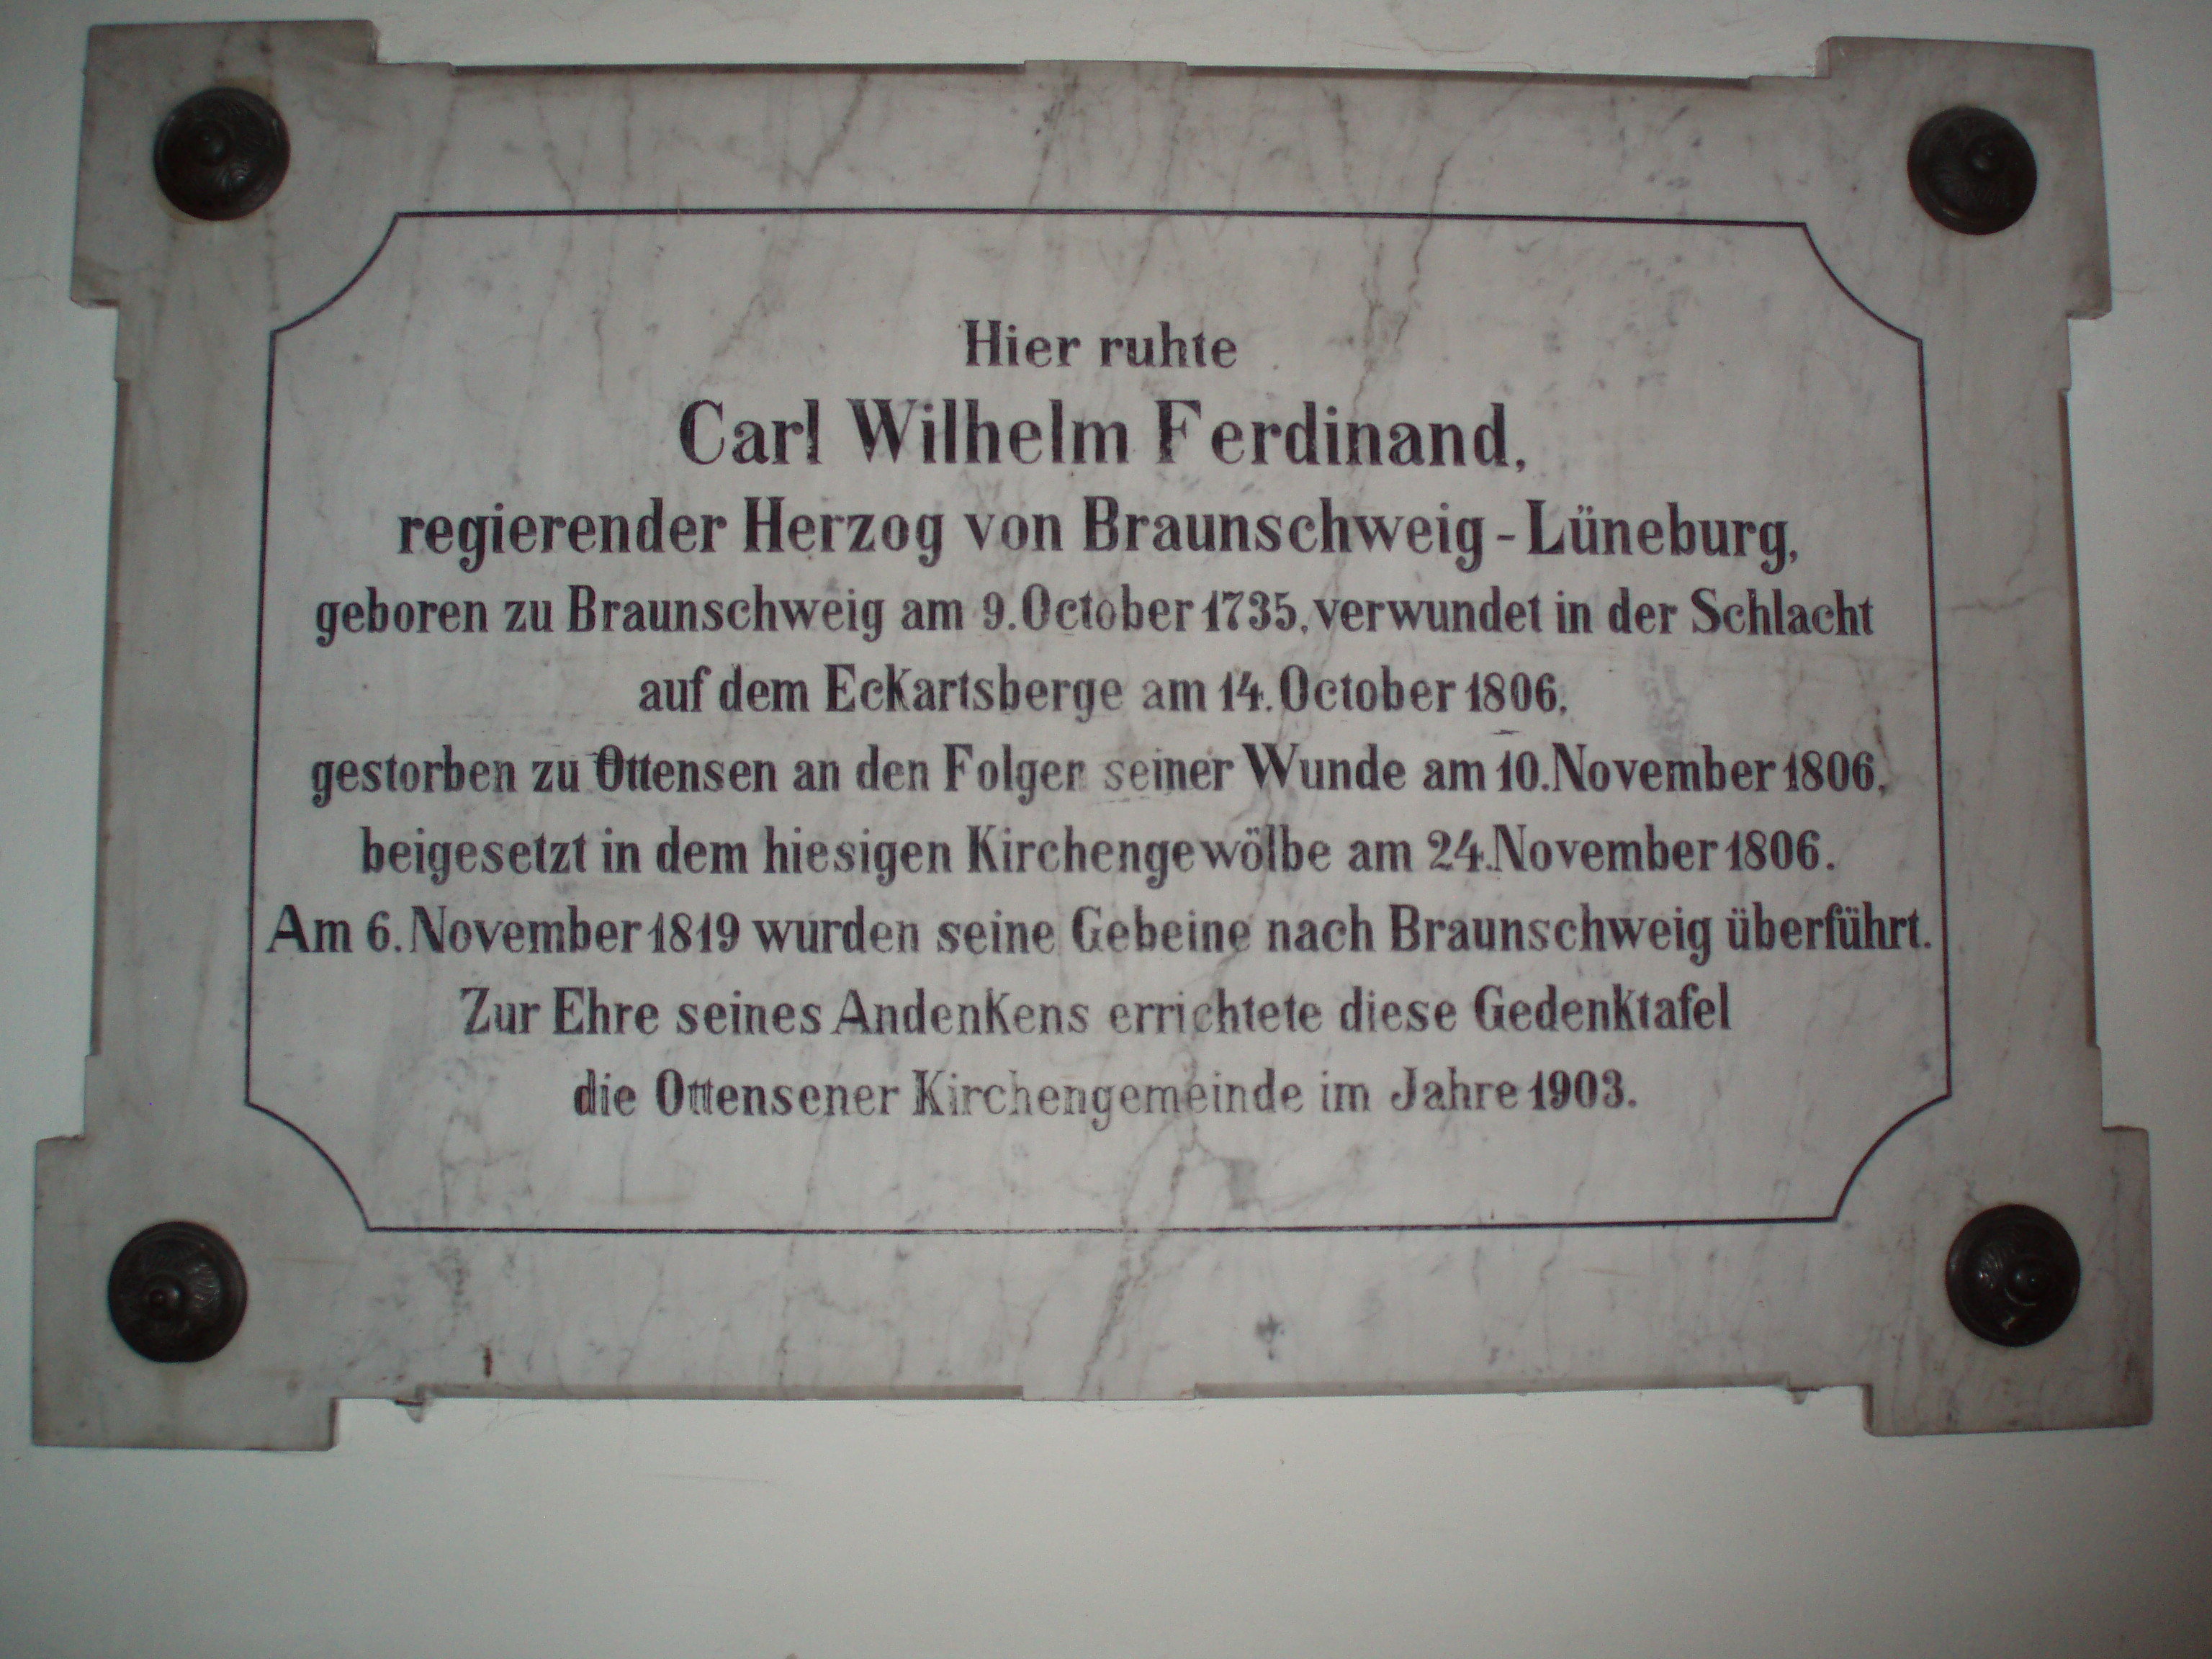 Hier ruhte
Carl Wilhelm Ferdinand,
regierender Herzog von Braunschweig-Lüneburg,
geboren zu Braunschweig am 9. October 1735, verwundet in der Schlacht
auf dem Eckartsberge am 14. October 1806,
gestorben zu Ottensen an den Folgen seiner Wunde am 10. November 1806,
beigesetzt in dem hiesigen Kirchengewölbe am 24. November 1806.
Am 6. November 1819 wurden seine Gebeine nach Braunschweig überführt.
Zur Ehre seines Andenkens errichtete diese Gedenktafel
die Ottensener Kirchengemeinde im Jahre 1903.